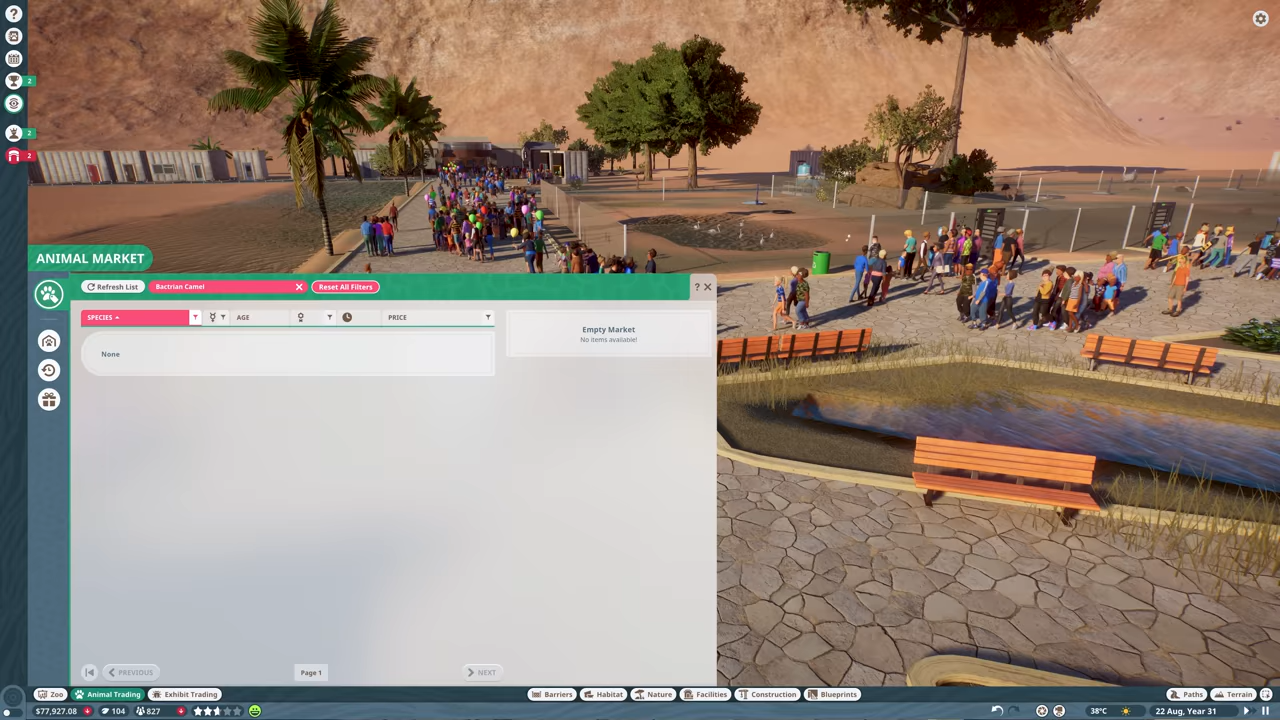 ?
2
2
2
ANIMAL MARKET
Refresh List
Bactrian Camel
Reset All Filters
?
SPECIES
AGE
PRICE
None
Empty Market
No items available!
PREVIOUS
Page 1
NEXT
Zoo
Animal Trading
Exhibit Trading
Barriers
Habitat
Nature
Facilities
Construction
Blueprints
Paths
Terrain
$77,927.08
104
827
38°C
22 Aug, Year 31